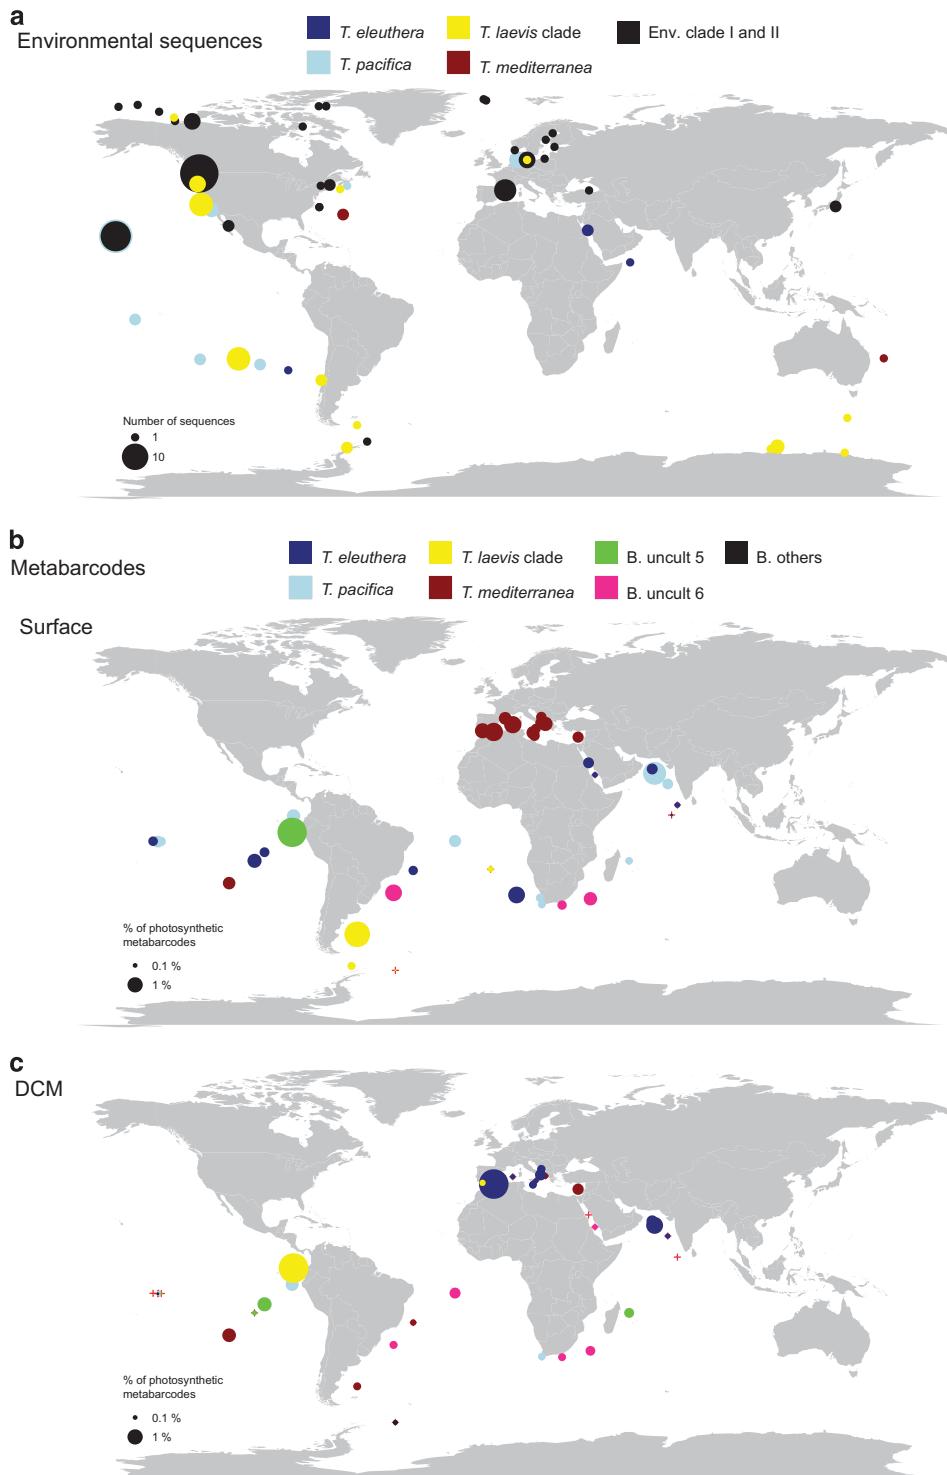 a
Environmental sequences
T. eleuthera
T. laevis clade
Env. clade I and II
T. pacifica
T. mediterranea
Number of sequences
1
10
b
Metabarcodes
T. eleuthera
T. laevis clade
B. uncult 5
B. others
T. pacifica
T. mediterranea
B. uncult 6
Surface
% of photosynthetic
metabarcodes
0.1 %
1 %
c
DCM
% of photosynthetic
metabarcodes
0.1 %
1 %